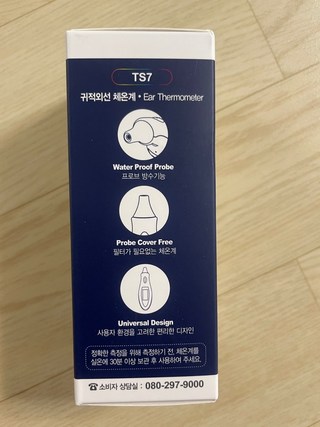 TS7
귀적외선 체온계 • Ear Thermometer
Water Proof Probe
프로브 방수기능
Probe Cover Free
필터가 필요없는 체온계
Universal Design
사용자 환경을 고려한 편리한 디자인
정확한 측정을 위해 측정하기 전, 체온계를
실온에 30분 이상 보관 후 사용하여 주세요.
☎ 소비자 상담실 : 080-297-9000